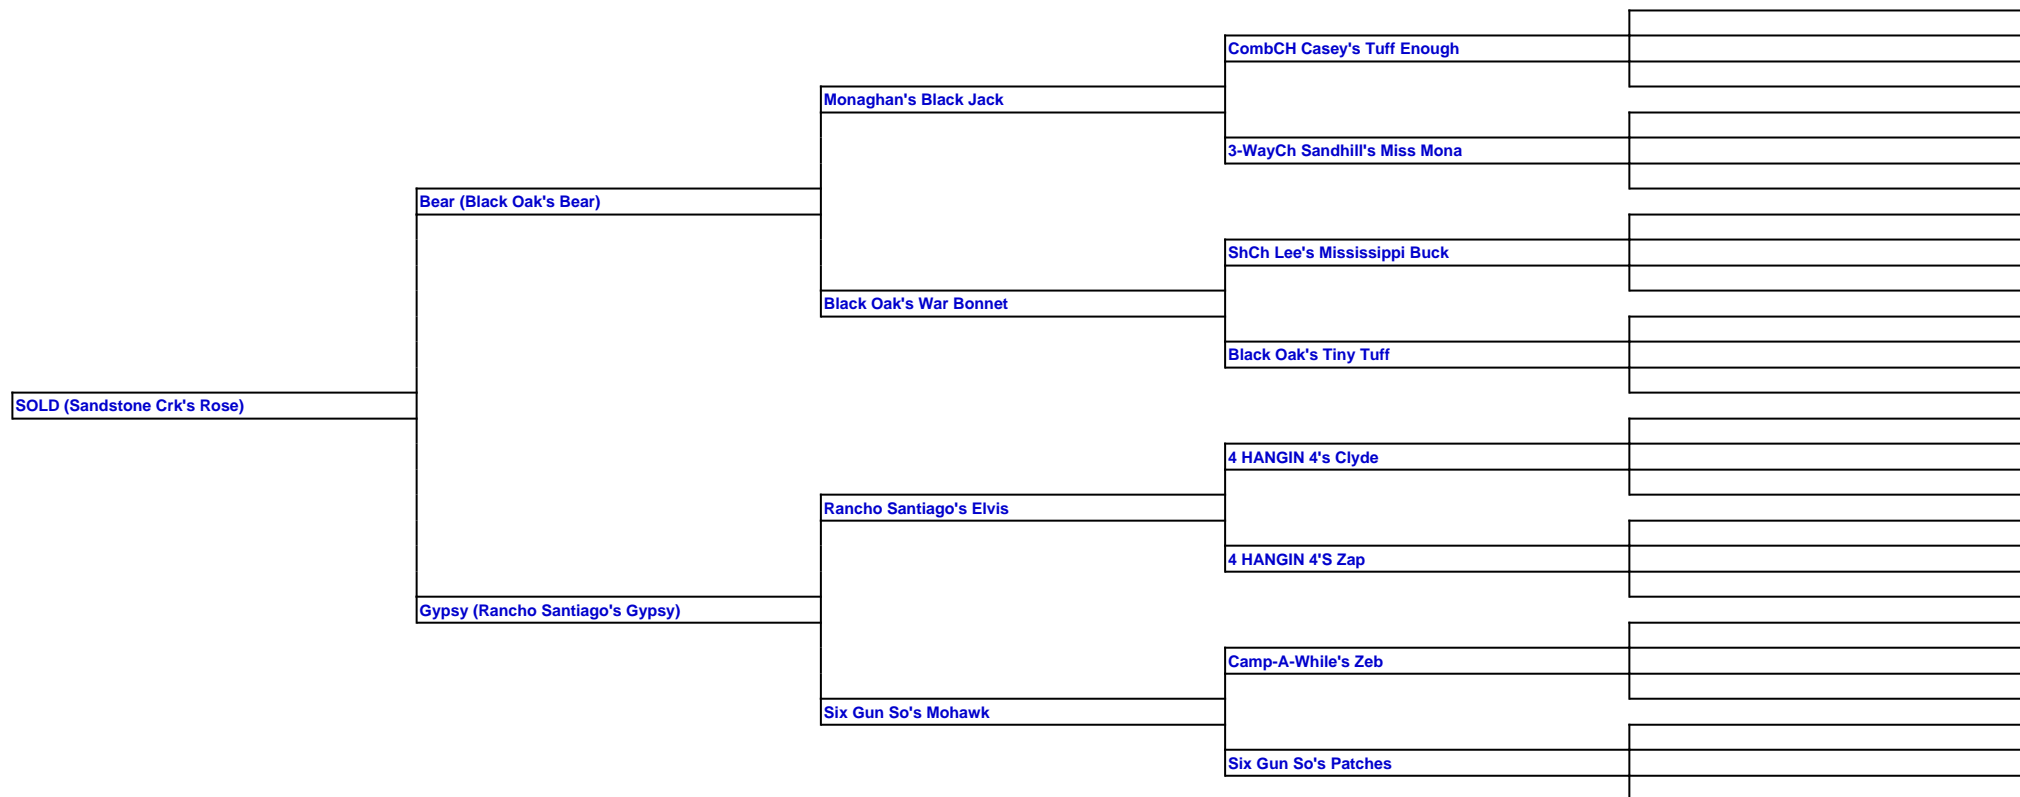 CombCH Casey's Tuff Enough
Monaghan's Black Jack
3-WayCh Sandhill's Miss Mona
Bear (Black Oak's Bear)
ShCh Lee's Mississippi Buck
Black Oak's War Bonnet
Black Oak's Tiny Tuff
SOLD (Sandstone Crk's Rose)
4 HANGIN 4's Clyde
Rancho Santiago's Elvis
4 HANGIN 4'S Zap
Gypsy (Rancho Santiago's Gypsy)
Camp-A-While's Zeb
Six Gun So's Mohawk
Six Gun So's Patches